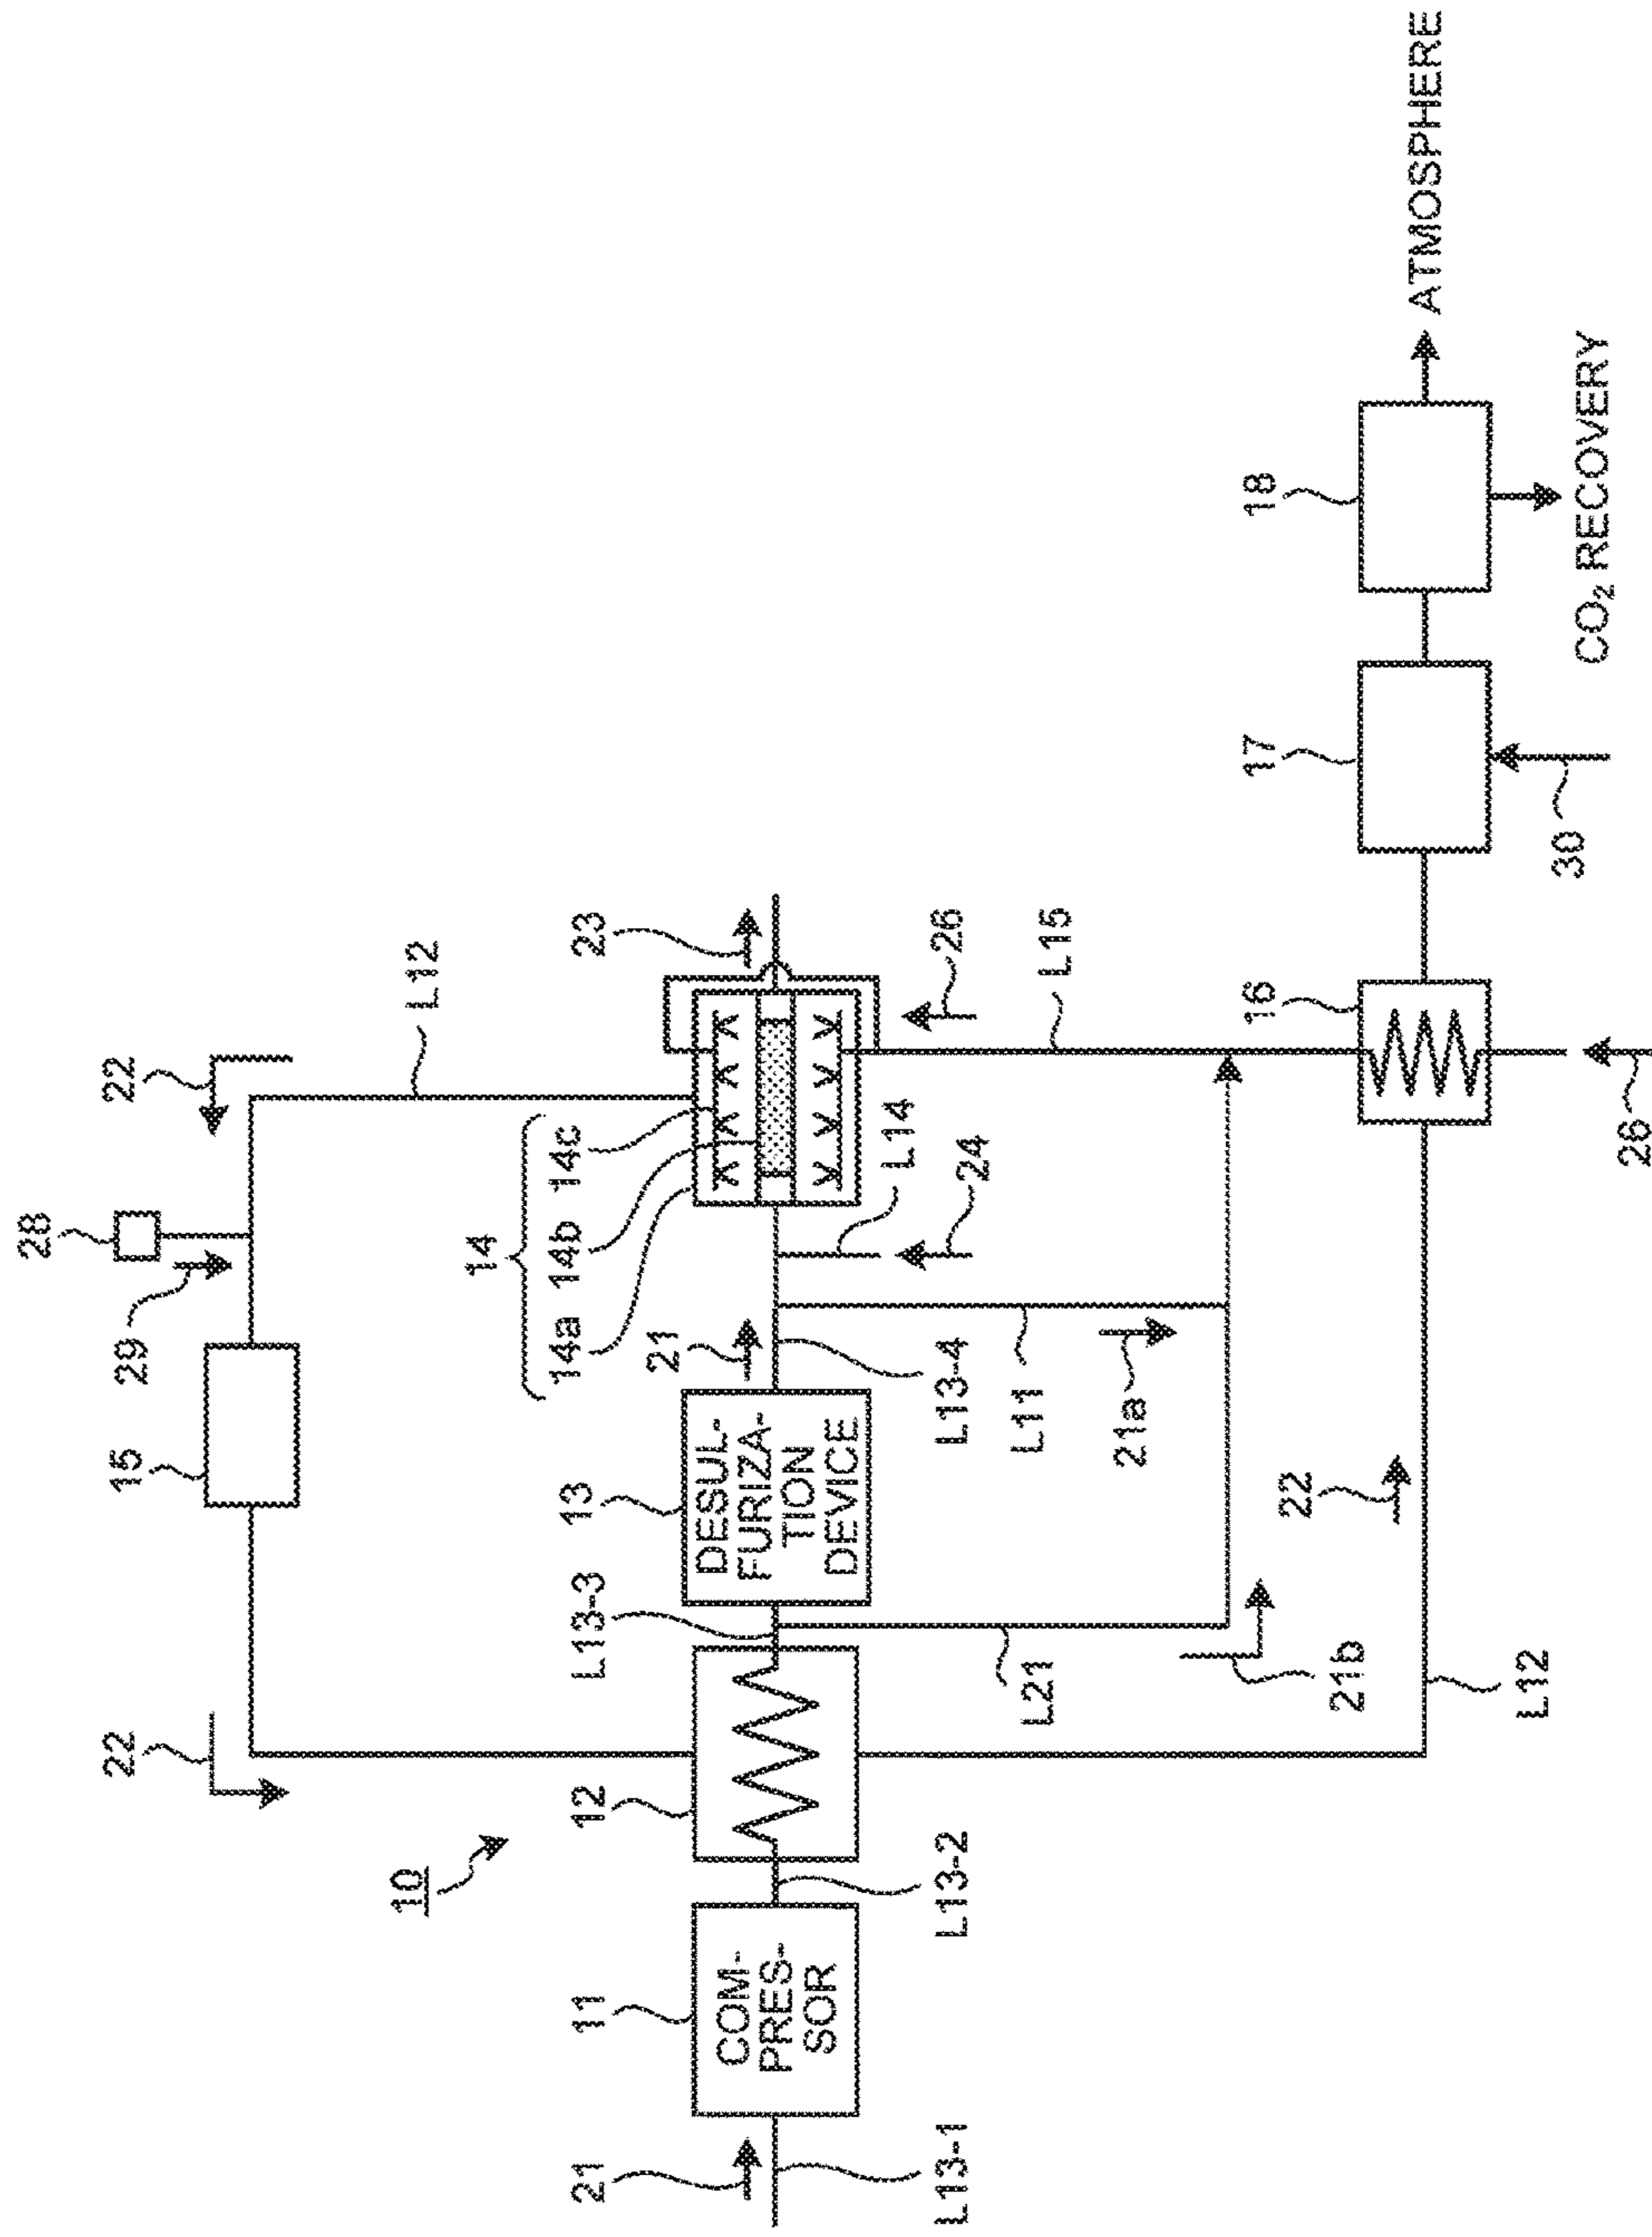 28
22
22
L12
29
15
10
14
14a
14b
14c
23
21
11
12
13
21
COM-
PRES-
SOR
DESUL-
FURIZA-
TION
DEVICE
L13-1
L13-2
L13-3
L13-4
L14
24
26
L15
L21
L11
21a
21b
22
L12
16
17
18
26
30
ATMOSPHERE
CO₂ RECOVERY